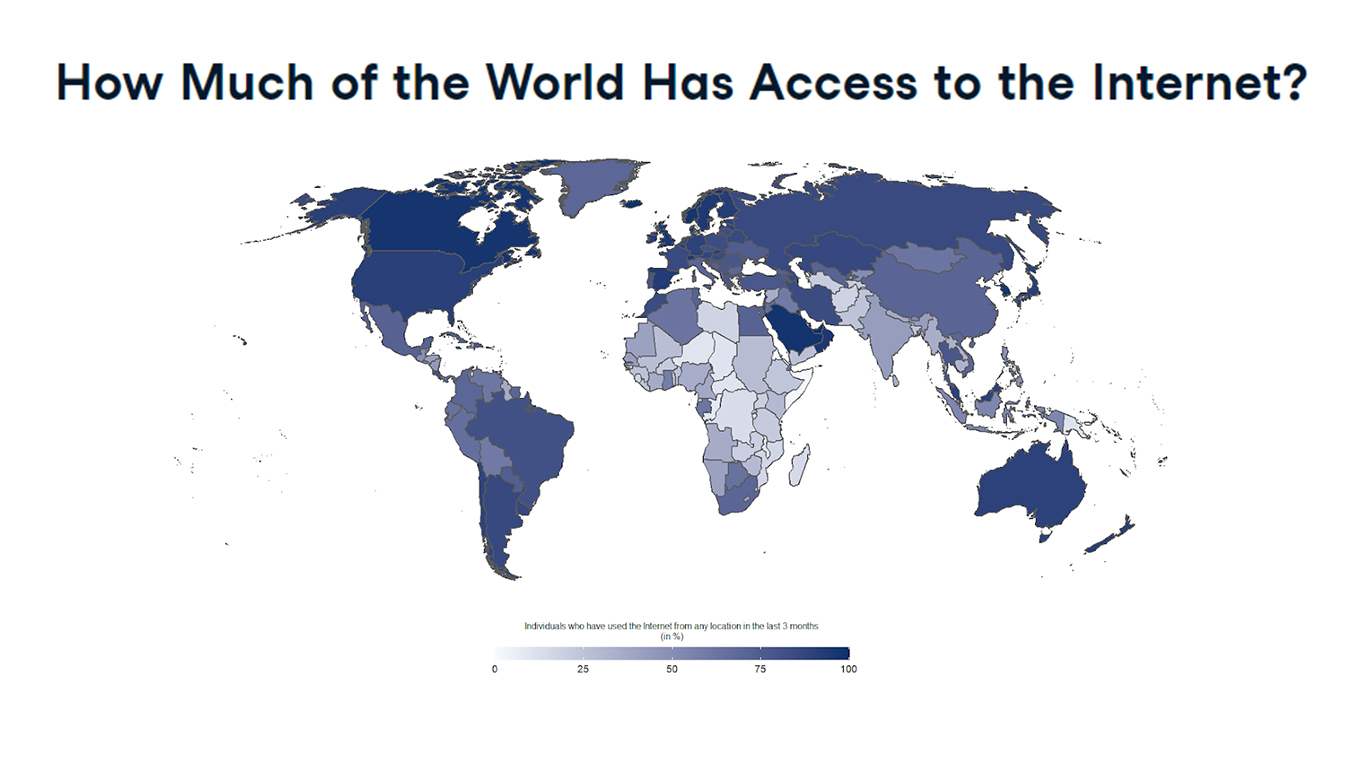 How Much of the World Has Access to the Internet?
Individuals who have used the Internet from any location in the last 3 months
(in %)
0 25 50 75 100